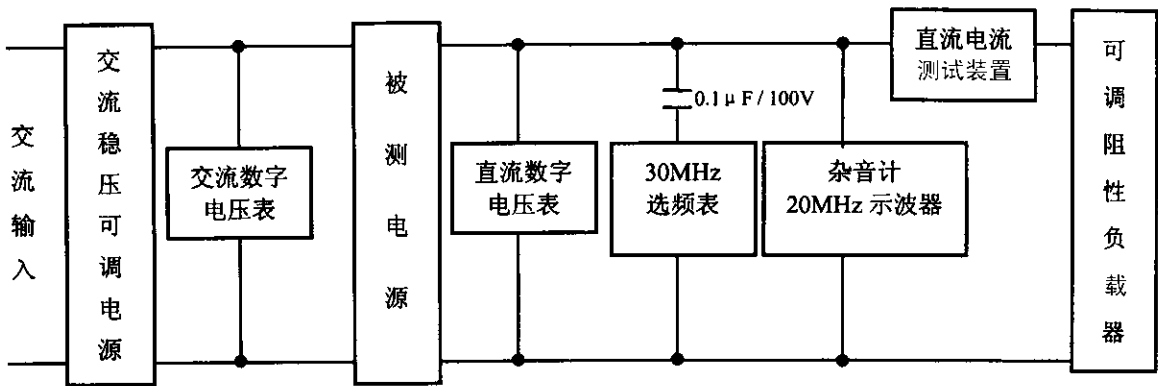 交流输入
交流稳压可调电源
交流数字
电压表
被测电源
直流数字
电压表
0.1μF/100V
30MHz
选频表
杂音计
20MHz 示波器
直流电流
测试装置
可调阻性负载器